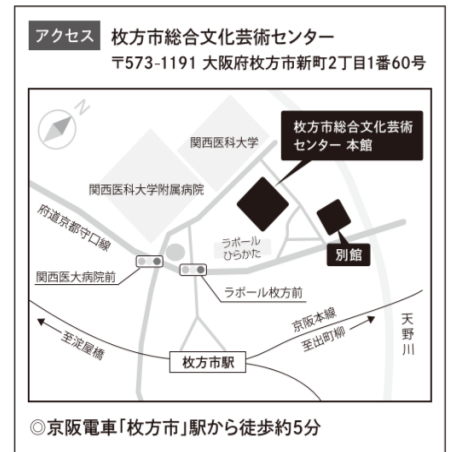 アクセス
枚方市総合文化芸術センター
〒573-1191 大阪府枚方市新町2丁目1番60号
N
関西医科大学
枚方市総合文化芸術
センター 本館
関西医科大学附属病院
府道京都守口線
ラポール
ひらかた
別館
関西医大病院前
ラポール枚方前
京阪本線
至出町柳
天野川
至淀屋橋
枚方市駅
◎京阪電車「枚方市」駅から徒歩約5分